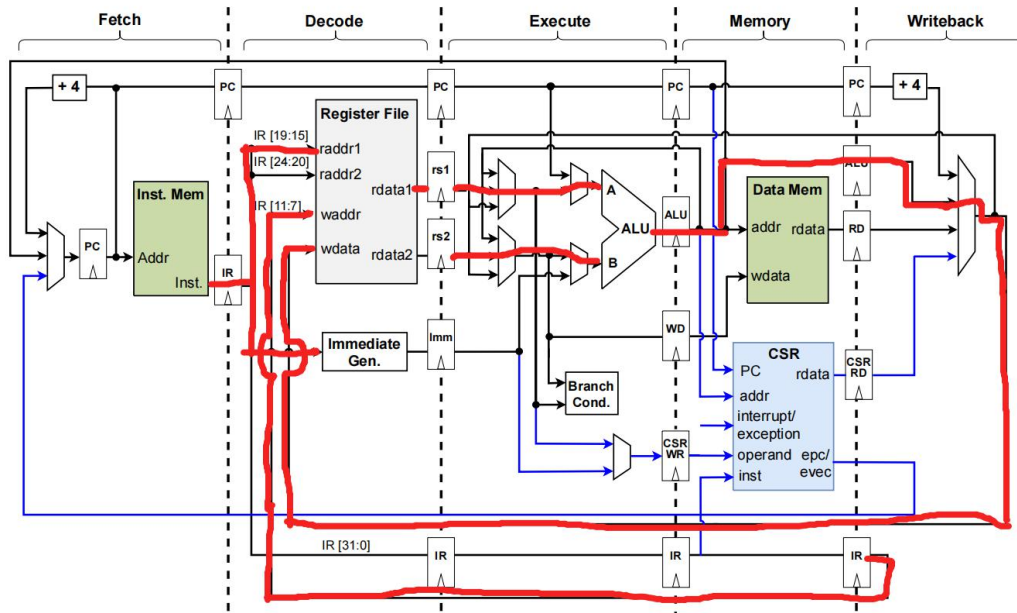 Fetch
Decode
Execute
Memory
Writeback
+ 4
PC
PC
PC
PC
+ 4
Register File
IR [19:15]
raddr1
IR [24:20]
raddr2
rdata1
IR [11:7]
waddr
wdata
rdata2
rs1
rs2
A
ALU
B
ALU
ALU
Inst. Mem
PC
Addr
Inst.
IR
Data Mem
addr
rdata
RD
wdata
Immediate
Gen.
Imm
WD
Branch
Cond.
CSR
PC
rdata
addr
interrupt/
exception
operand
epc/
evec
inst
CSR
RD
CSR
WR
IR [31:0]
IR
IR
IR